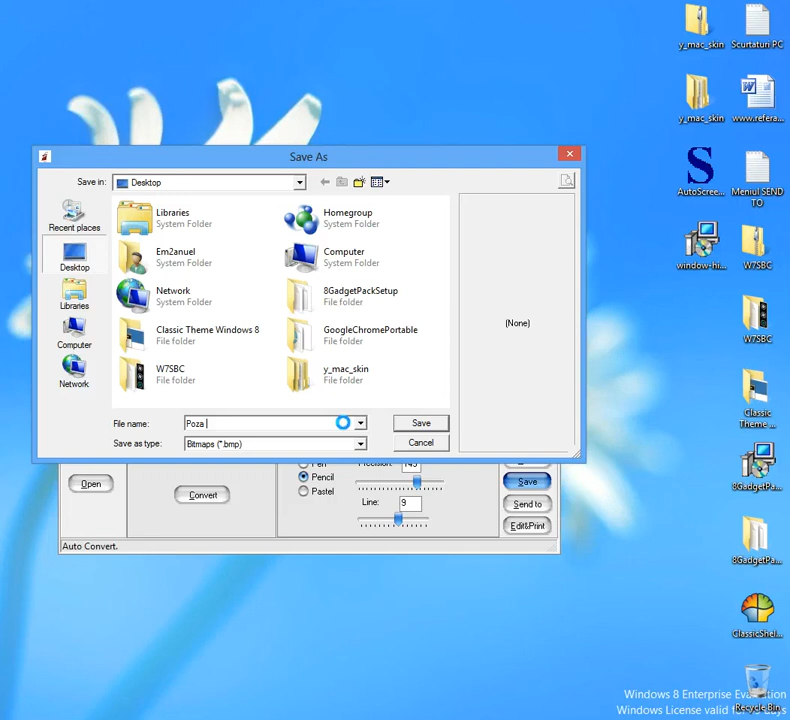 y_mac_skin
Scurtaturi PC
y_mac_skin
www.refera...
AutoScree...
Meniul SEND
TO
window-hi...
W7SBC
W7SBC
Classic
Theme ...
8GadgetPa...
8GadgetPa...
ClassicShel...
Recycle Bin
Save As
Save in:
Desktop
Recent places
Desktop
Libraries
Computer
Network
Libraries
System Folder
Homegroup
System Folder
Em2anuel
System Folder
Computer
System Folder
Network
System Folder
8GadgetPackSetup
File folder
Classic Theme Windows 8
File folder
GoogleChromePortable
File folder
W7SBC
File folder
y_mac_skin
File folder
(None)
File name:
Poza
Save
Save as type:
Bitmaps (*.bmp)
Cancel
Open
Convert
Pencil
Pastel
Line:
9
Save
Send to
Edit&Print
Auto Convert.
Windows 8 Enterprise
Windows License valid